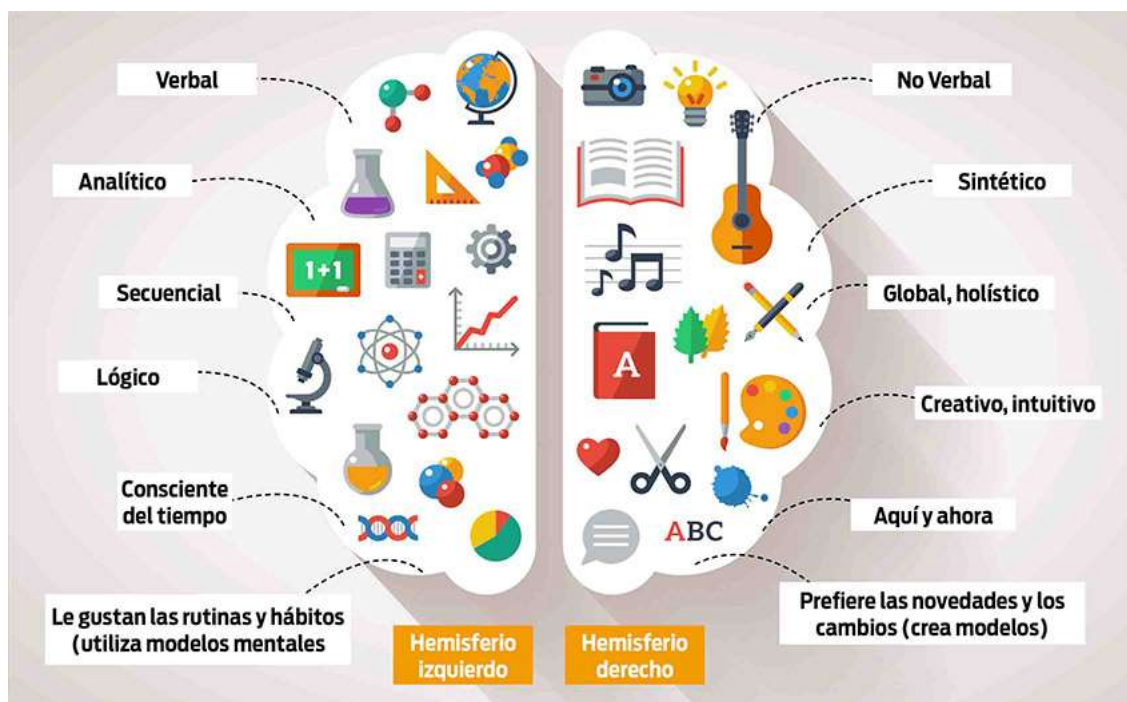 Verbal
Analítico
Secuencial
Lógico
Consciente
del tiempo
Le gustan las rutinas y hábitos
(utiliza modelos mentales
1+1
Hemisferio
izquierdo
No Verbal
Sintético
Global, holístico
Creativo, intuitivo
Aquí y ahora
Prefiere las novedades y los
cambios (crea modelos)
A
ABC
Hemisferio
derecho